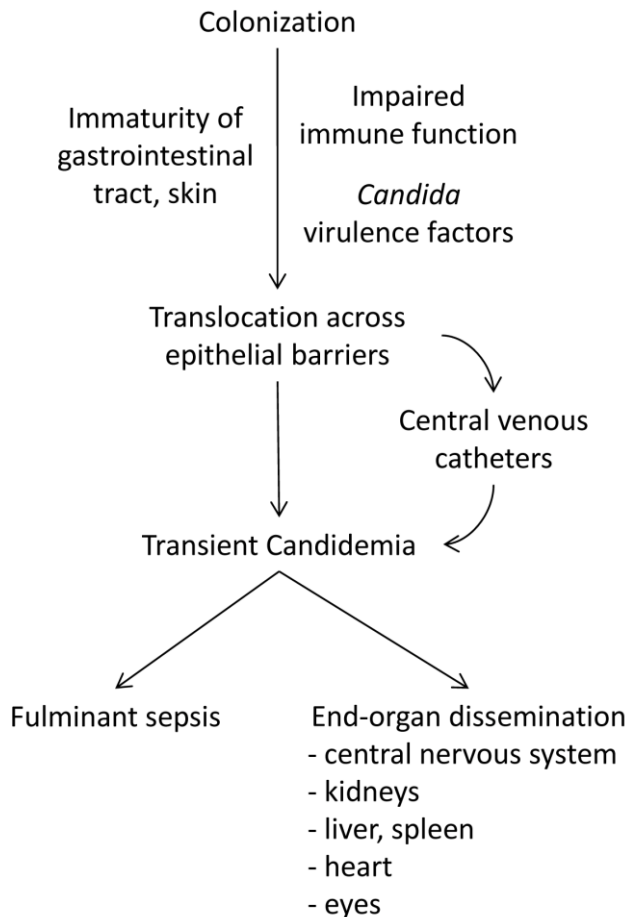 Colonization
Immaturity of
gastrointestinal
tract, skin
Impaired
immune function
Candida
virulence factors
Translocation across
epithelial barriers
Central venous
catheters
Transient Candidemia
Fulminant sepsis
End-organ dissemination
- central nervous system
- kidneys
- liver, spleen
- heart
- eyes